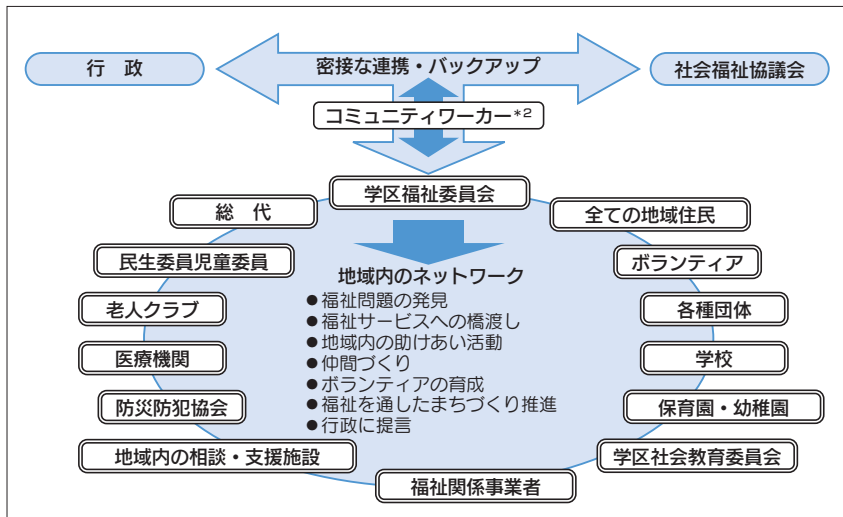 行　政
密接な連携・バックアップ
社会福祉協議会
コミュニティワーカー*2
学区福祉委員会
総　代
全ての地域住民
民生委員児童委員
ボランティア
地域内のネットワーク
老人クラブ
各種団体
●福祉問題の発見
●福祉サービスへの橋渡し
●地域内の助けあい活動
●仲間づくり
●ボランティアの育成
●福祉を通したまちづくり推進
●行政に提言
医療機関
学校
防災防犯協会
保育園・幼稚園
地域内の相談・支援施設
学区社会教育委員会
福祉関係事業者